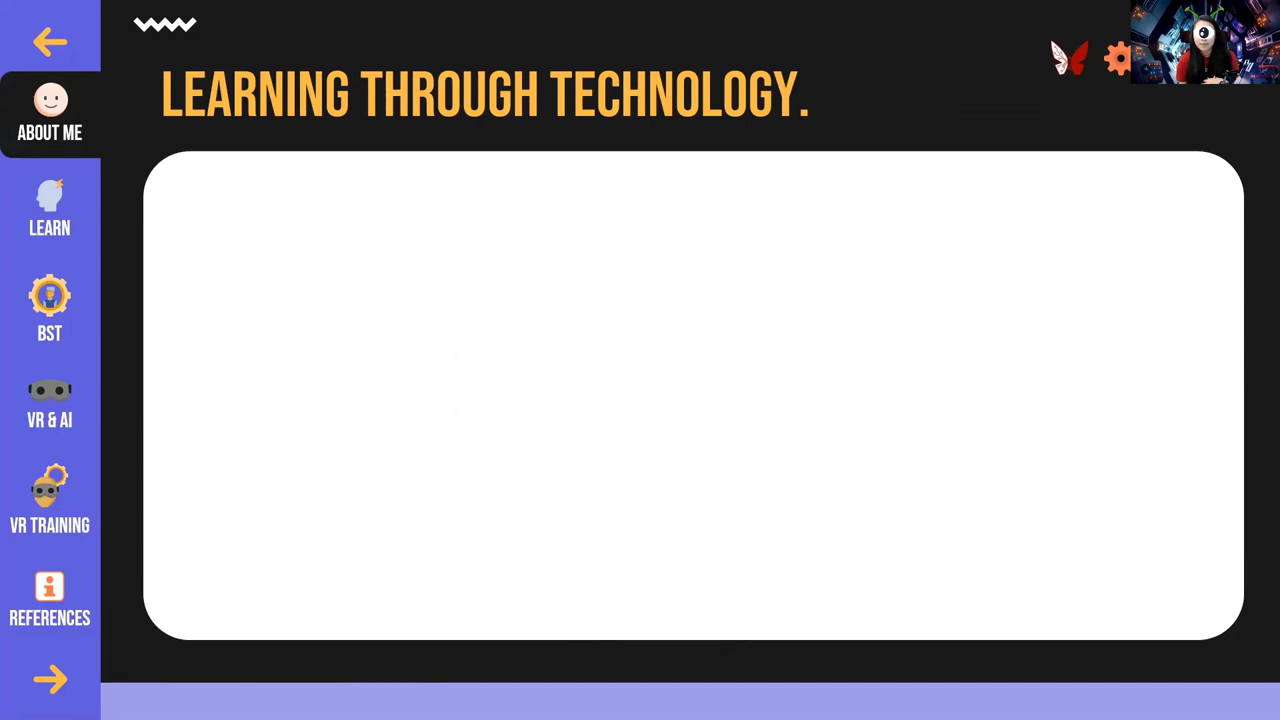 LEARNING THROUGH TECHNOLOGY.
ABOUT ME
LEARN
BST
VR & AI
VR TRAINING
REFERENCES